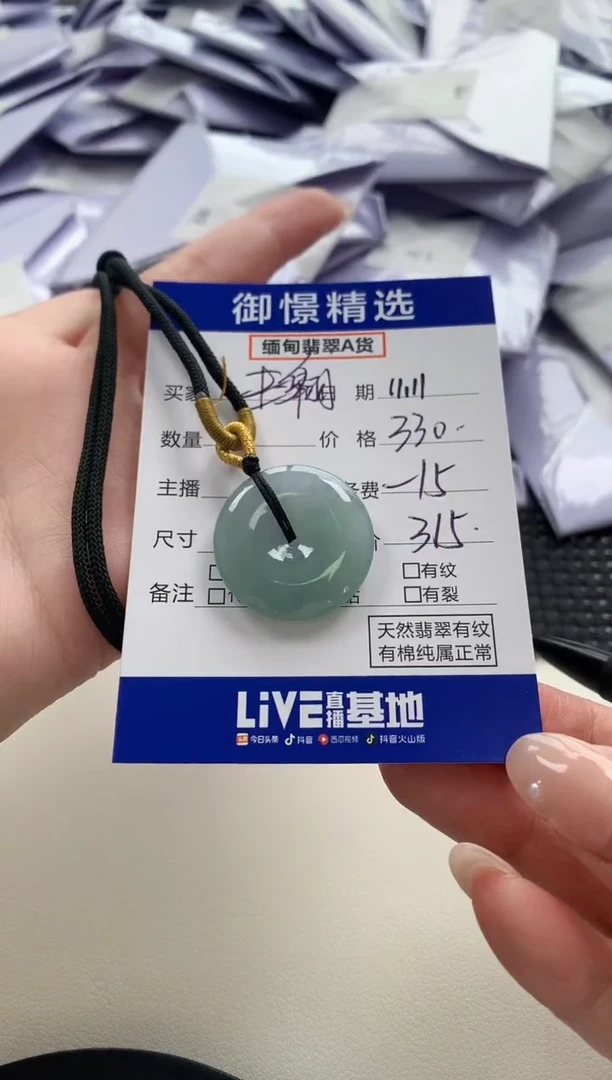 御憬精选
缅甸翡翠A货
买家 期 11.11
数量 价格 330.
主播 费 -15
尺寸 价 315.
□有纹
备注 □ □有裂
天然翡翠有纹
有棉纯属正常
LiVE直播基地
今日头条 抖音 西瓜视频 抖音火山版